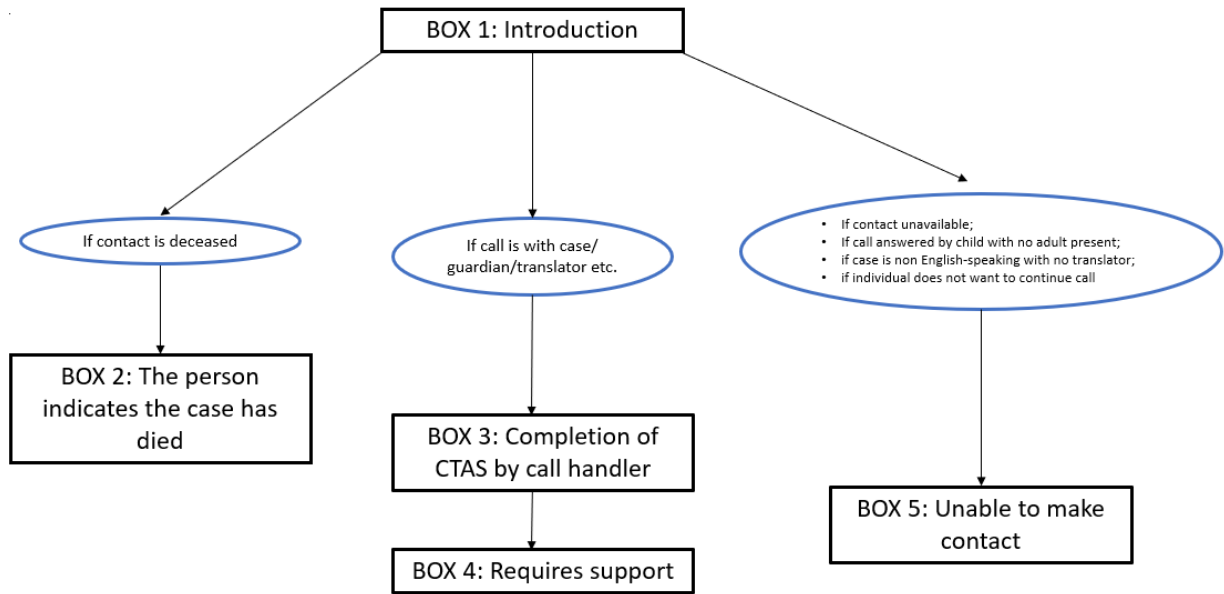 BOX 1: Introduction
If contact is deceased
If call is with case/
guardian/translator etc.
• If contact unavailable;
• If call answered by child with no adult present;
• if case is non English-speaking with no translator;
• if individual does not want to continue call
BOX 2: The person
indicates the case has
died
BOX 3: Completion of
CTAS by call handler
BOX 4: Requires support
BOX 5: Unable to make
contact